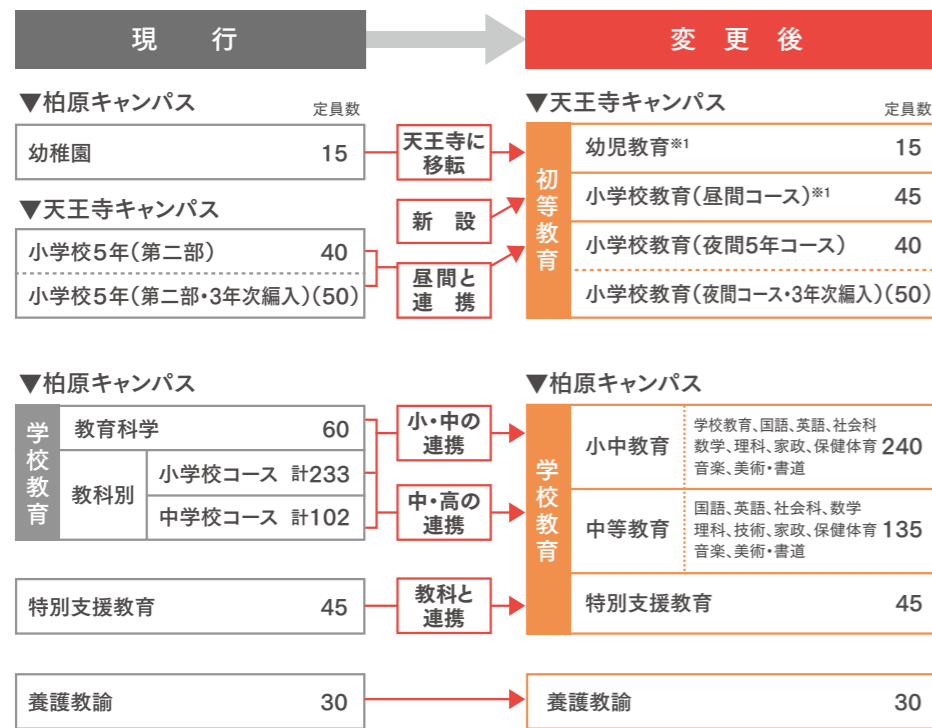 現　行
変 更 後
▼柏原キャンパス
定員数
幼稚園 15
▼天王寺キャンパス
小学校5年(第二部) 40
小学校5年(第二部・3年次編入)(50)
天王寺に
移転
新　設
昼間と
連　携
▼天王寺キャンパス
定員数
初等教育
幼児教育※1 15
小学校教育(昼間コース)※1 45
小学校教育(夜間5年コース) 40
小学校教育(夜間コース・3年次編入)(50)
▼柏原キャンパス
学校教育
教育科学 60
教科別
小学校コース 計233
中学校コース 計102
特別支援教育 45
養護教諭 30
小・中の
連携
中・高の
連携
教科と
連携
▼柏原キャンパス
学校教育
小中教育
学校教育、国語、英語、社会科
数学、理科、家政、保健体育
音楽、美術・書道
240
中等教育
国語、英語、社会科、数学
理科、技術、家政、保健体育
音楽、美術・書道
135
特別支援教育 45
養護教諭 30